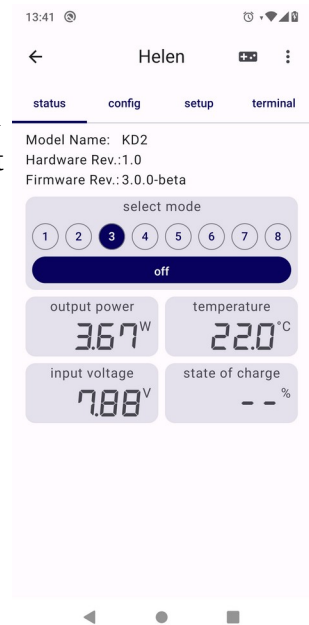 13:41
Helen
status config setup terminal
Model Name: KD2
Hardware Rev.:1.0
Firmware Rev.:3.0.0-beta
select mode
1 2 3 4 5 6 7 8
off
output power temperature
3.67 W 22.0 °C
input voltage state of charge
7.88 V -- %